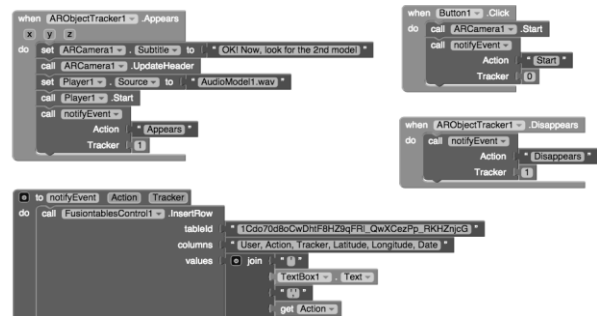 when ARObjectTracker1 .Appears
x y z
do set ARCamera1 . Subtitle to " OK! Now, look for the 2nd model "
call ARCamera1 .UpdateHeader
set Player1 . Source to " AudioModel1.wav "
call Player1 .Start
call notifyEvent
Action " Appears "
Tracker 1
when Button1 .Click
do call ARCamera1 .Start
call notifyEvent
Action " Start "
Tracker 0
when ARObjectTracker1 .Disappears
do call notifyEvent
Action " Disappears "
Tracker 1
to notifyEvent Action Tracker
do call FusiontablesControl1 .InsertRow
tableId
columns " User, Action, Tracker, Latitude, Longitude, Date "
values join " ' "
TextBox1 . Text
get Action